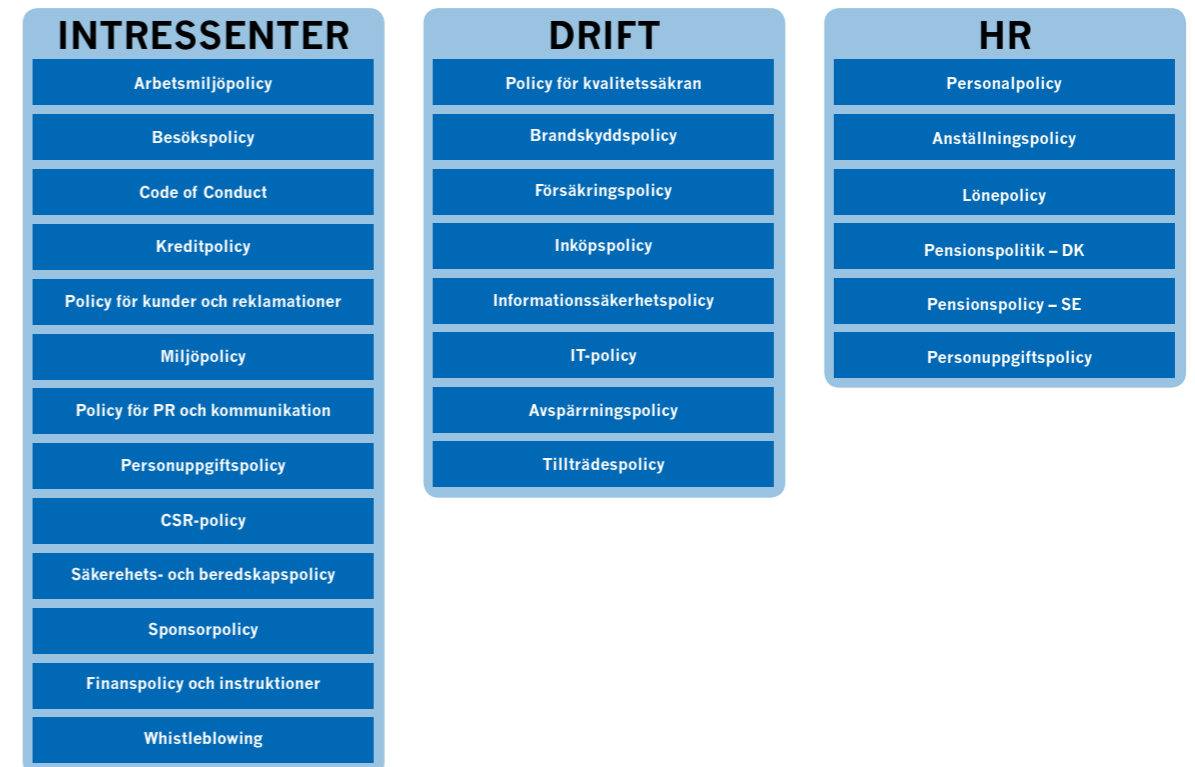 INTRESSENTER
Arbetsmiljöpolicy
Besökspolicy
Code of Conduct
Kreditpolicy
Policy för kunder och reklamationer
Miljöpolicy
Policy för PR och kommunikation
Personuppgiftspolicy
CSR-policy
Säkerehets- och beredskapspolicy
Sponsorpolicy
Finanspolicy och instruktioner
Whistleblowing
DRIFT
Policy för kvalitetssäkran
Brandskyddspolicy
Försäkringspolicy
Inköpspolicy
Informationssäkerhetspolicy
IT-policy
Avspärrningspolicy
Tillträdespolicy
HR
Personalpolicy
Anställningspolicy
Lönepolicy
Pensionspolitik – DK
Pensionspolicy – SE
Personuppgiftspolicy